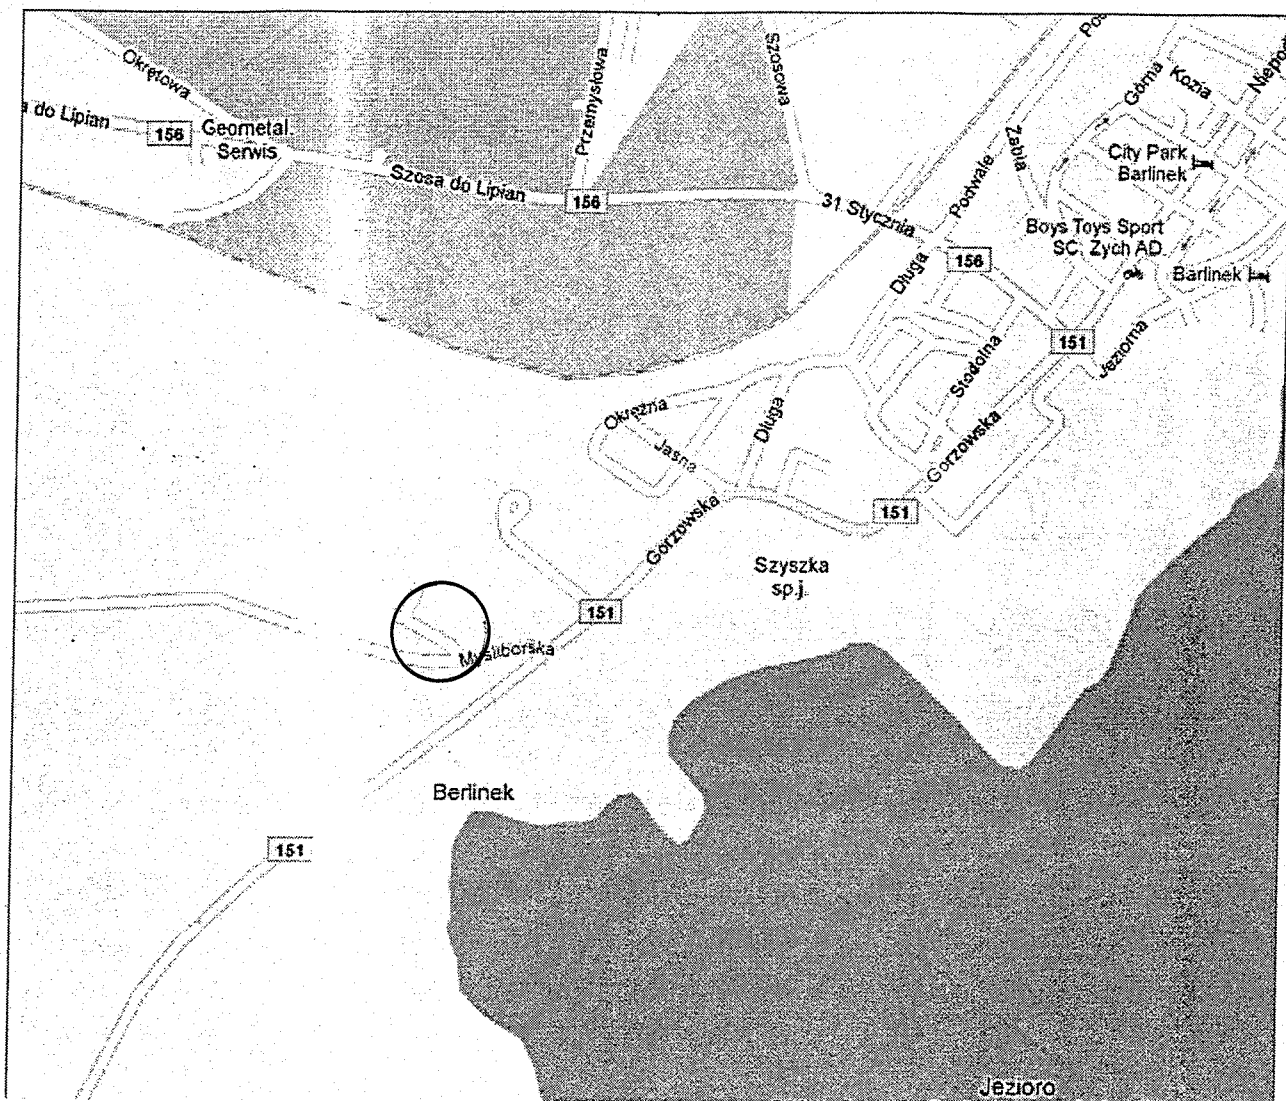 Okrętowa
a do Lipian
156
Geometal.
Serwis
Szosa do Lipian
Przemysłowa
156
Szosowa
31 Stycznia
Podwale
Żabia
Górna
Kozia
City Park
Barlinek
Boys Toys Sport
SC. Zych AD
156
Barlinek
Długa
151
Jeziorna
Stodolna
Okrężna
Jasna
Długa
Gorzowska
151
Gorzowska
Szyszka
sp.j.
151
Myśliborska
Berlinek
151
Jezioro